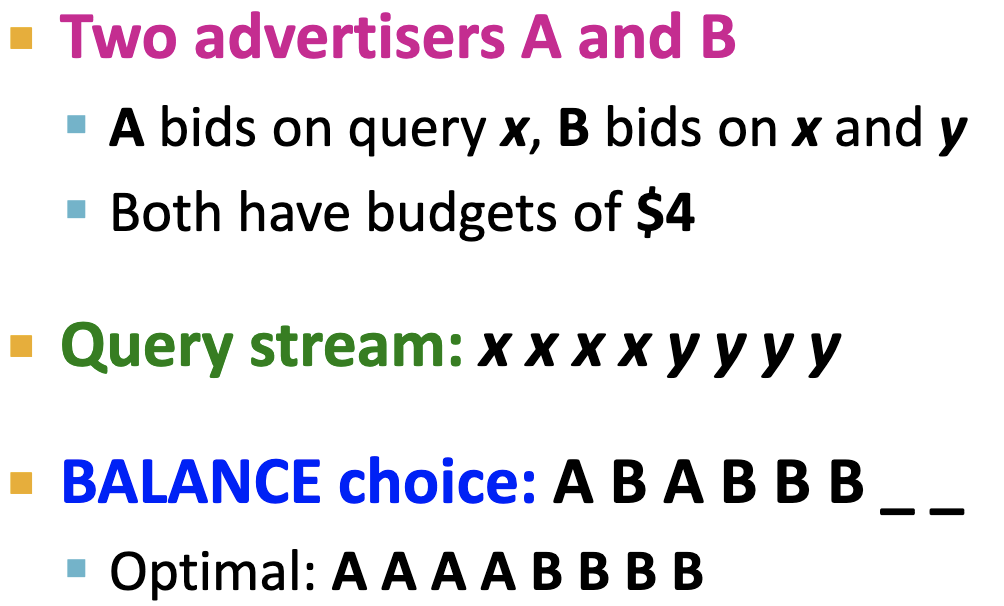 Two advertisers A and B
A bids on query x, B bids on x and y
Both have budgets of $4
Query stream: x x x x y y y y
BALANCE choice: A B A B B B _ _
Optimal: A A A A B B B B